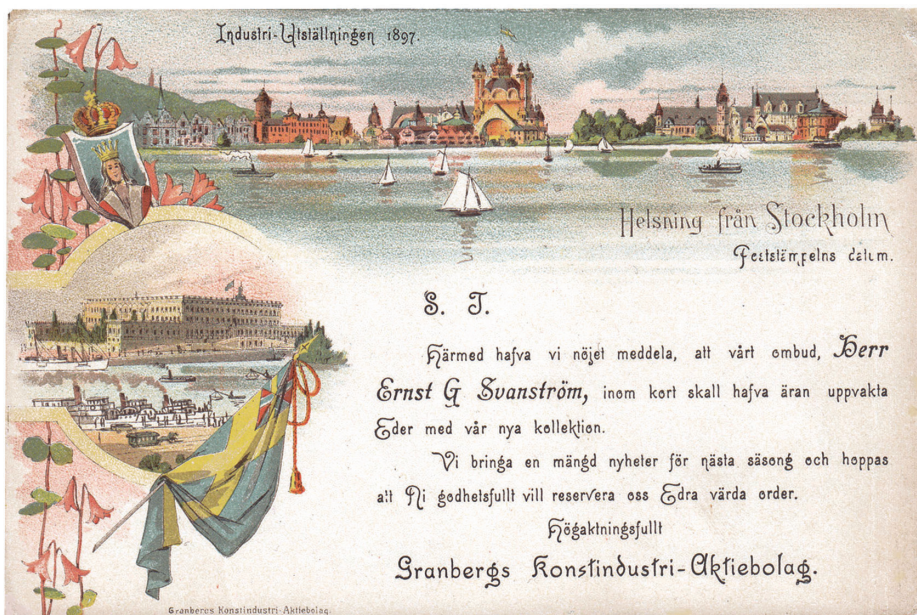 Industri-Utställningen 1897.
Helsning från Stockholm
Poststämpelns datum.
S. T.
Härmed hafva vi nöjet meddela, att vårt ombud, Herr
Ernst G Svanström, inom kort skall hafva äran uppvakta
Eder med vår nya kollektion.
Vi bringa en mängd nyheter för nästa säsong och hoppas
att Ni godhetsfullt vill reservera oss Edra värda order.
Högaktningsfullt
Granbergs Konstindustri-Aktiebolag.
Granbergs Konstindustri-Aktiebolag.